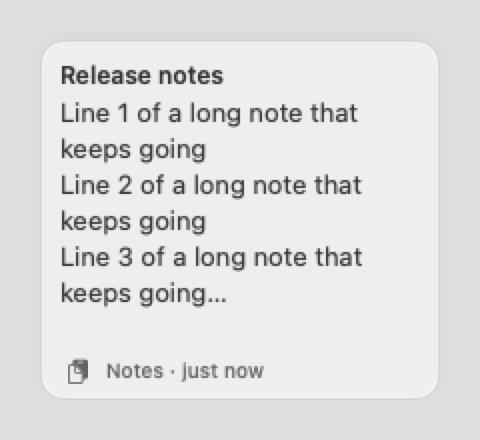 Release notes
Line 1 of a long note that
keeps going
Line 2 of a long note that
keeps going
Line 3 of a long note that
keeps going…
Notes · just now